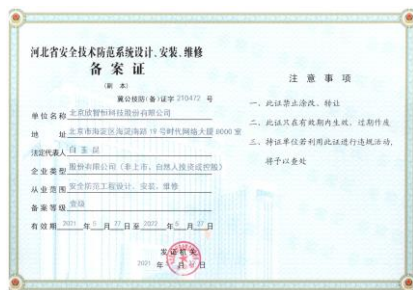 河北省安全技术防范系统设计、安装、维修
备案证
(副 本)
冀公技防(备)证字 210472 号
单位名称 北京欣智恒科技股份有限公司
地 址 北京市海淀区海淀南路 19 号时代网络大厦 8000 室
法定代表人
企业类型 股份有限公司(非上市、自然人投资或控股)
从业范围 安全防范工程设计、安装、维修
备案等级 壹级
有效期 2021 年 月 27 日至 2022 年 月 27 日
发证机关
2021 年 月 日
注 意 事 项
一、此证禁止涂改、转让
二、此证只在有效期内生效、过期作废
三、持证单位若利用此证进行违规活动,
将予以查处